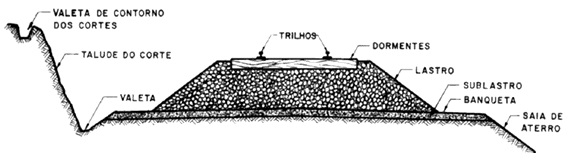 VALETA DE CONTORNO
DOS CORTES
TRILHOS
DORMENTES
TALUDE DO CORTE
LASTRO
SUBLASTRO
VALETA
BANQUETA
SAIA DE
ATERRO